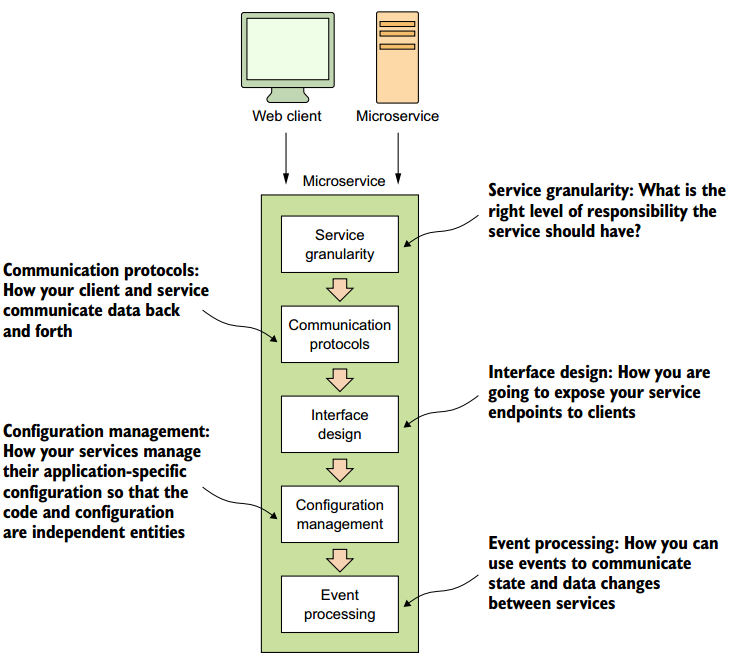 Web client
Microservice
Microservice
Service granularity: What is the
right level of responsibility the
service should have?
Service
granularity
Communication protocols:
How your client and service
communicate data back
and forth
Communication
protocols
Interface design: How you are
going to expose your service
endpoints to clients
Interface
design
Configuration management:
How your services manage
their application-specific
configuration so that the
code and configuration
are independent entities
Configuration
management
Event processing: How you can
use events to communicate
state and data changes
between services
Event
processing